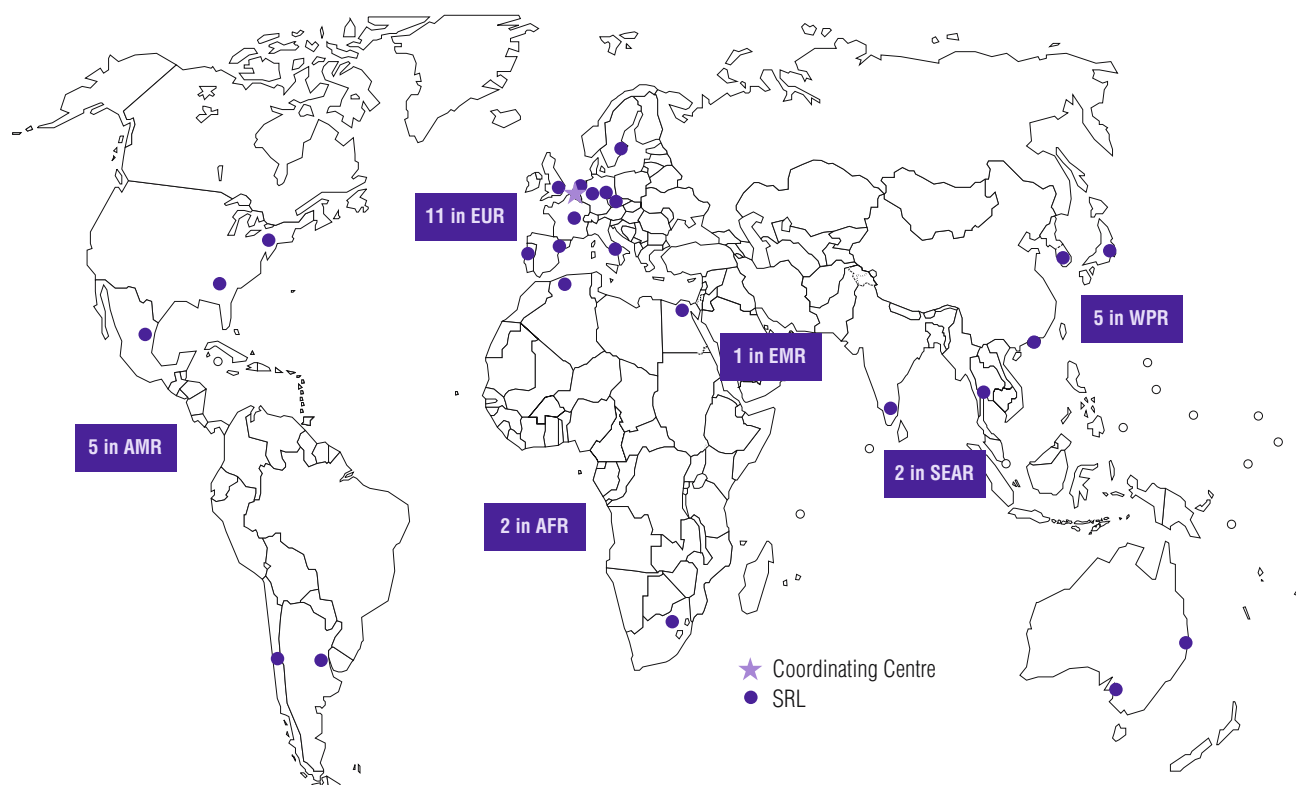 11 in EUR
5 in WPR
1 in EMR
5 in AMR
2 in SEAR
2 in AFR
Coordinating Centre
SRL